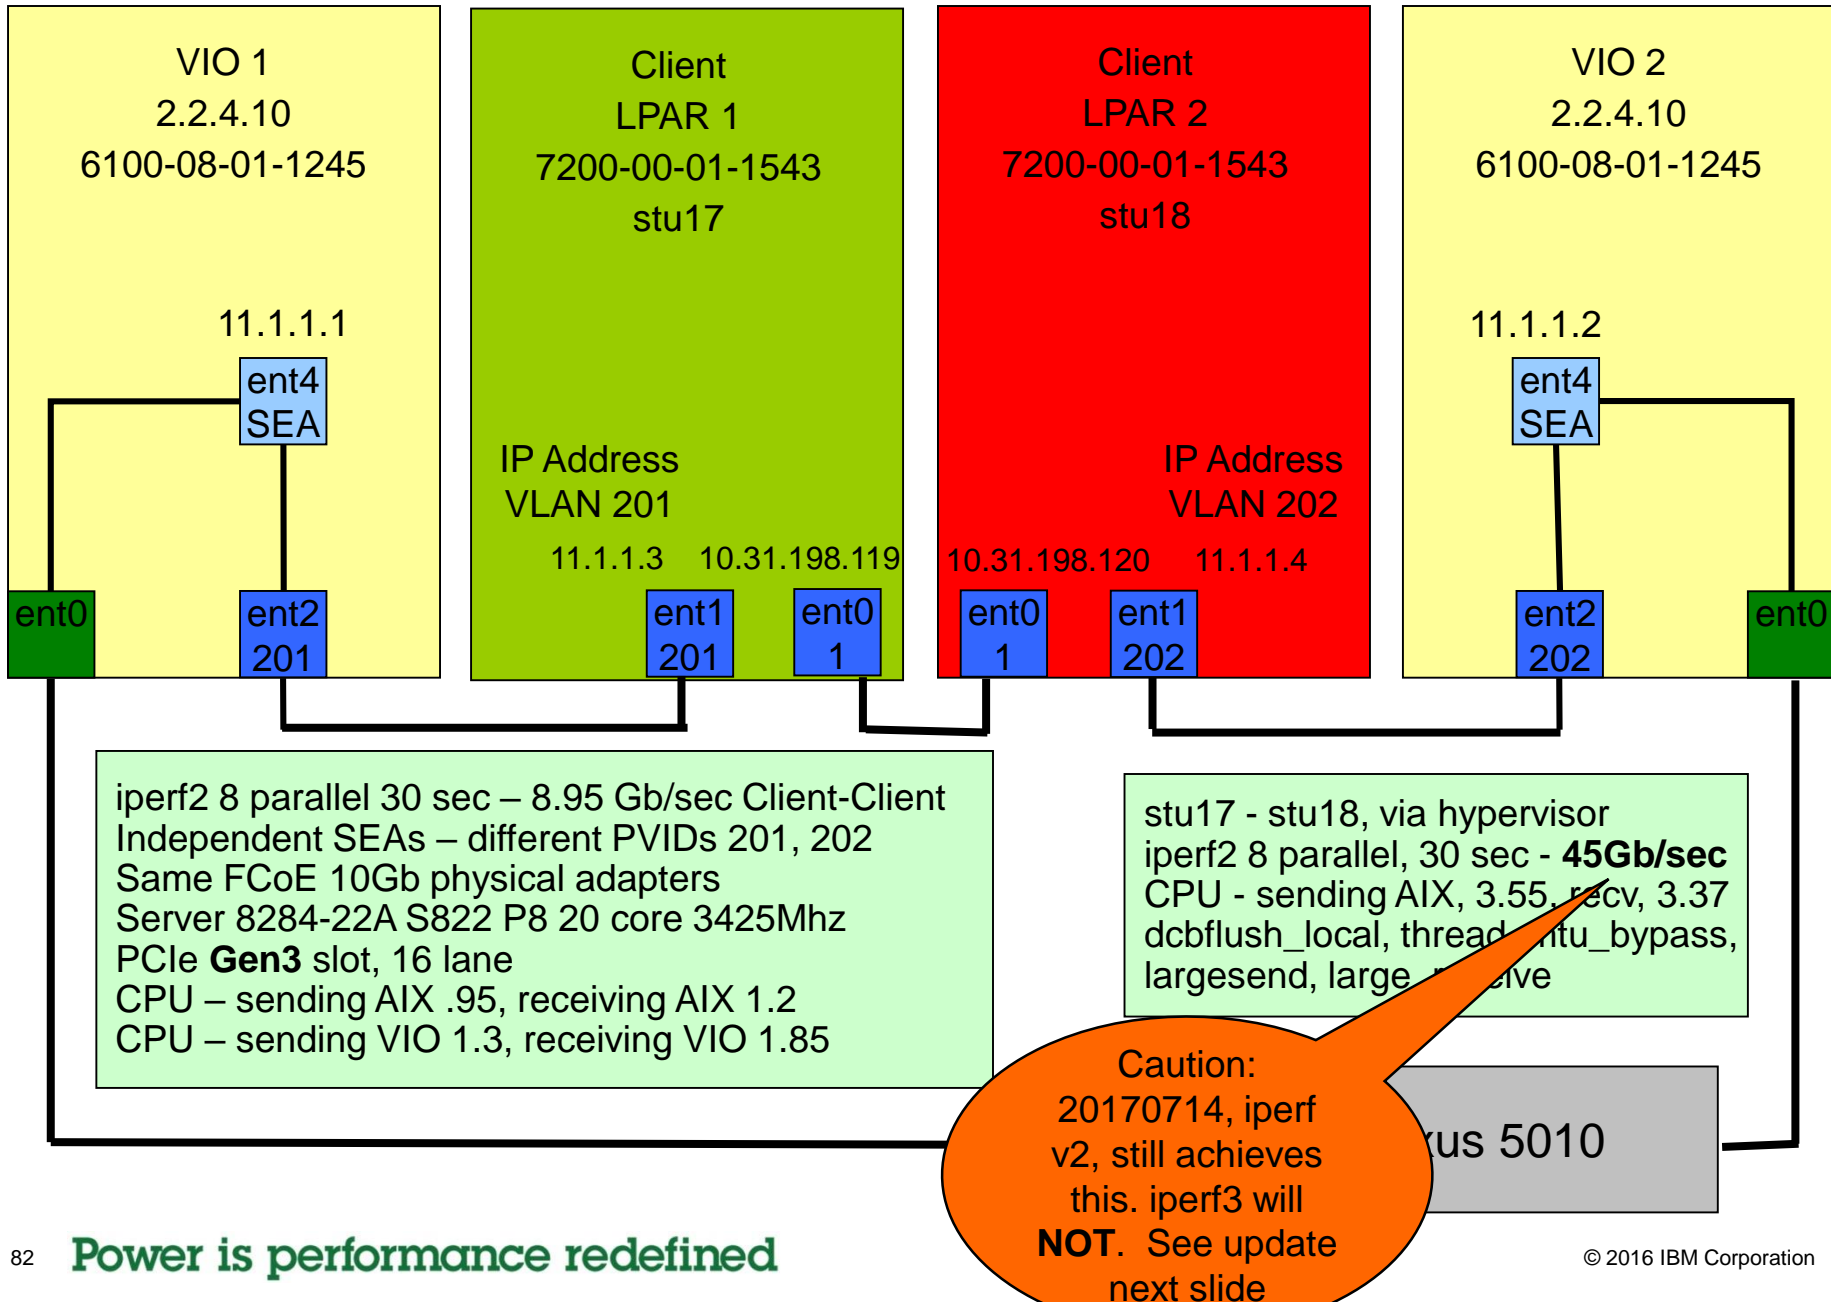 VIO 1
2.2.4.10
6100-08-01-1245
11.1.1.1
ent4
SEA
ent0
ent2
201
Client
LPAR 1
7200-00-01-1543
stu17
IP Address
VLAN 201
11.1.1.3 10.31.198.119
ent1
201
ent0
1
Client
LPAR 2
7200-00-01-1543
stu18
IP Address
VLAN 202
10.31.198.120 11.1.1.4
ent0
1
ent1
202
VIO 2
2.2.4.10
6100-08-01-1245
11.1.1.2
ent4
SEA
ent2
202
ent0
iperf2 8 parallel 30 sec – 8.95 Gb/sec Client-Client
Independent SEAs – different PVIDs 201, 202
Same FCoE 10Gb physical adapters
Server 8284-22A S822 P8 20 core 3425Mhz
PCIe Gen3 slot, 16 lane
CPU – sending AIX .95, receiving AIX 1.2
CPU – sending VIO 1.3, receiving VIO 1.85
stu17 - stu18, via hypervisor
iperf2 8 parallel, 30 sec - 45Gb/sec
CPU - sending AIX, 3.55, recv, 3.37
dcbflush_local, thread, mtu_bypass,
largesend, large_receive
Caution:
20170714, iperf
v2, still achieves
this. iperf3 will
NOT. See update
next slide
5010
82 Power is performance redefined
© 2016 IBM Corporation